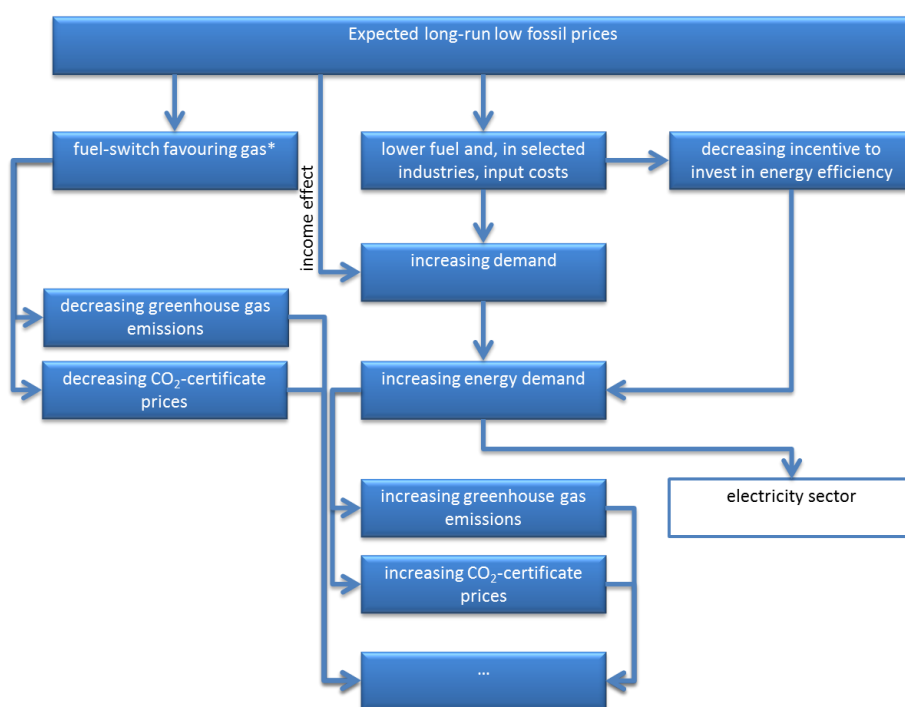 Expected long-run low fossil prices
fuel-switch favouring gas*
income effect
lower fuel and, in selected
industries, input costs
decreasing incentive to
invest in energy efficiency
increasing demand
decreasing greenhouse gas
emissions
decreasing CO₂-certificate
prices
increasing energy demand
electricity sector
increasing greenhouse gas
emissions
increasing CO₂-certificate
prices
...